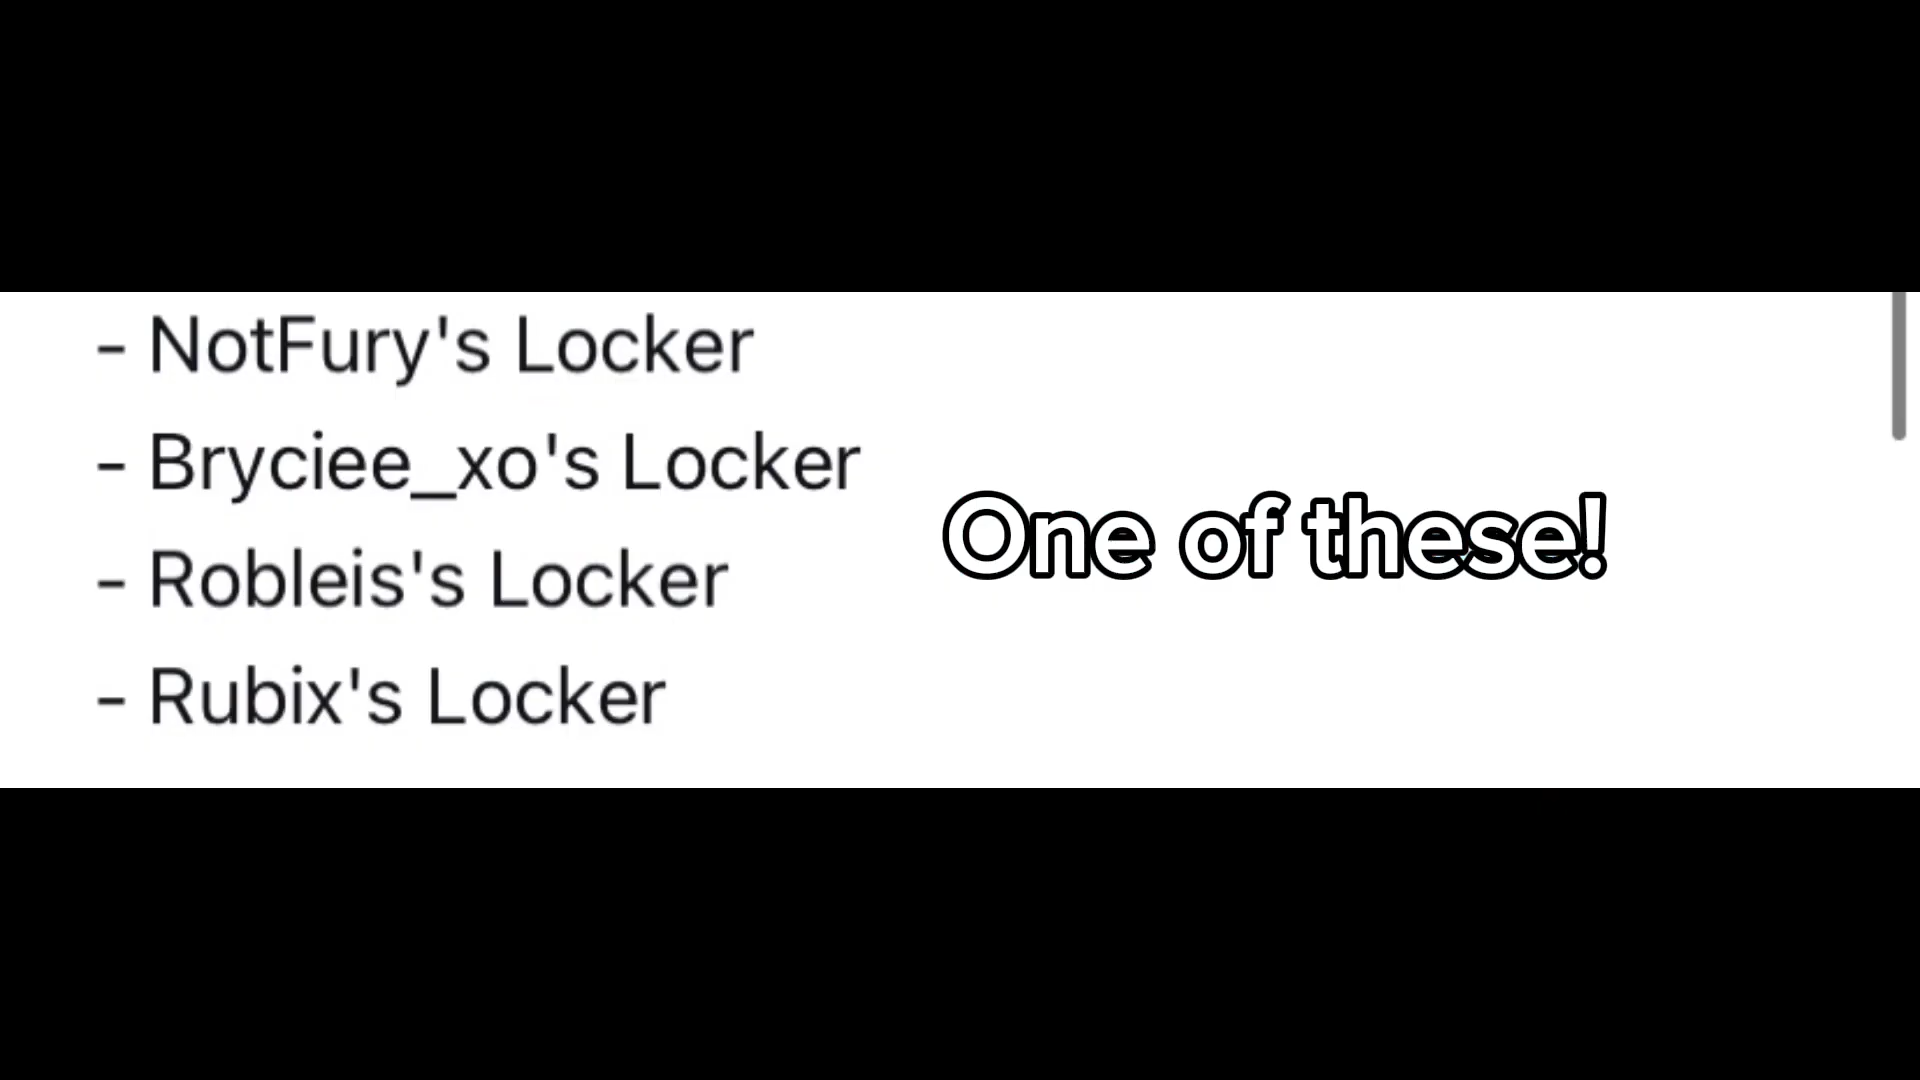 - NotFury's Locker
- Bryciee_xo's Locker
One of these!
- Robleis's Locker
- Rubix's Locker